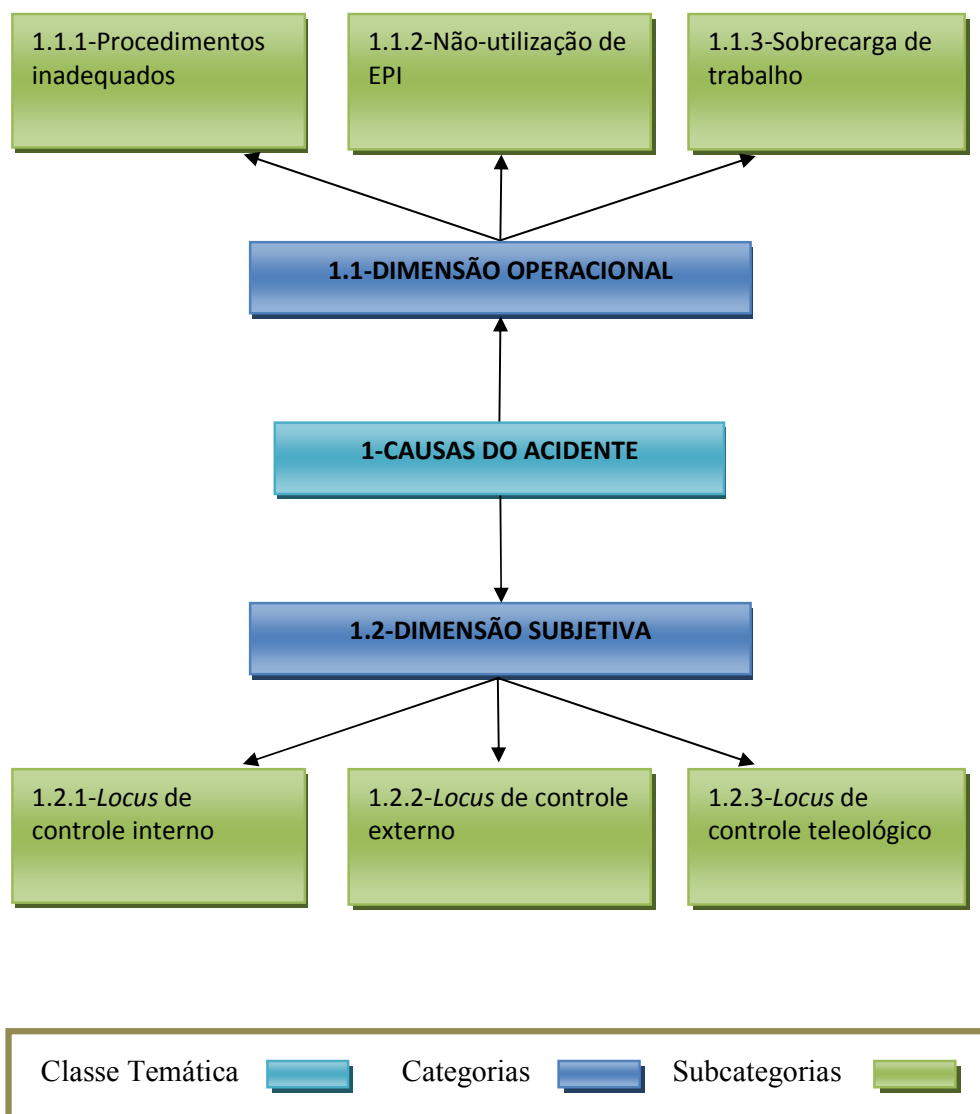 1.1.1-Procedimentos
inadequados
1.1.2-Não-utilização de
EPI
1.1.3-Sobrecarga de
trabalho
1.1-DIMENSÃO OPERACIONAL
1-CAUSAS DO ACIDENTE
1.2-DIMENSÃO SUBJETIVA
1.2.1-Locus de
controle interno
1.2.2-Locus de controle
externo
1.2.3-Locus de
controle teleológico
Classe Temática Categorias Subcategorias